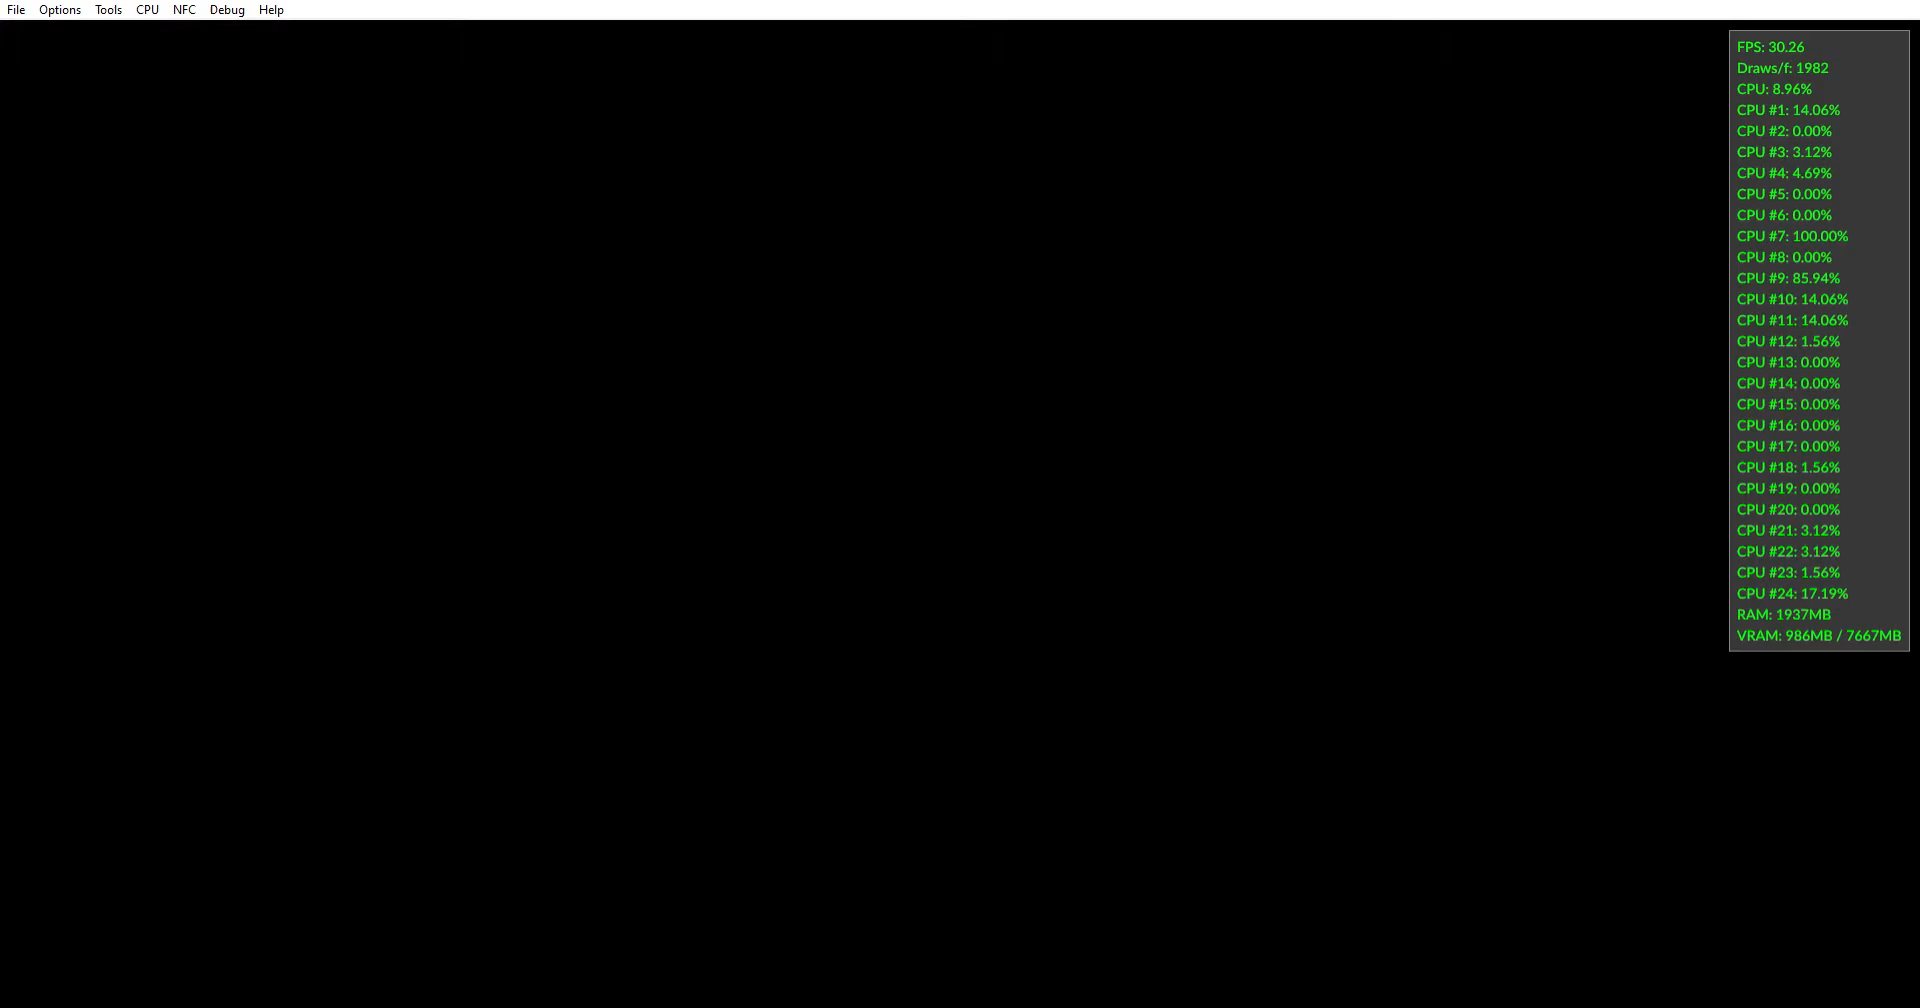 File Options Tools CPU NFC Debug Help
FPS: 30.26
Draws/f: 1982
CPU: 8.96%
CPU #1: 14.06%
CPU #2: 0.00%
CPU #3: 3.12%
CPU #4: 4.69%
CPU #5: 0.00%
CPU #6: 0.00%
CPU #7: 100.00%
CPU #8: 0.00%
CPU #9: 85.94%
CPU #10: 14.06%
CPU #11: 14.06%
CPU #12: 1.56%
CPU #13: 0.00%
CPU #14: 0.00%
CPU #15: 0.00%
CPU #16: 0.00%
CPU #17: 0.00%
CPU #18: 1.56%
CPU #19: 0.00%
CPU #20: 0.00%
CPU #21: 3.12%
CPU #22: 3.12%
CPU #23: 1.56%
CPU #24: 17.19%
RAM: 1937MB
VRAM: 986MB / 7667MB